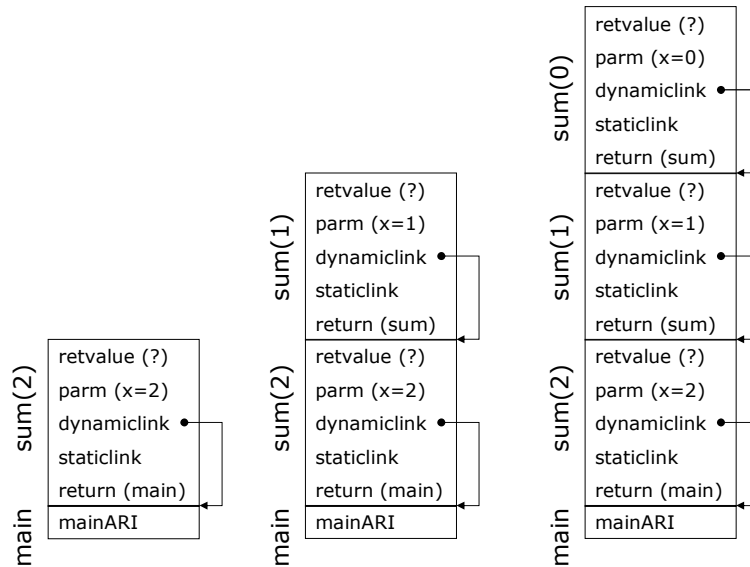 sum(2)
retvalue (?)
parm (x=2)
dynamiclink
staticlink
return (main)
main
mainARI
sum(1)
retvalue (?)
parm (x=1)
dynamiclink
staticlink
return (sum)
sum(2)
retvalue (?)
parm (x=2)
dynamiclink
staticlink
return (main)
main
mainARI
sum(0)
retvalue (?)
parm (x=0)
dynamiclink
staticlink
return (sum)
sum(1)
retvalue (?)
parm (x=1)
dynamiclink
staticlink
return (sum)
sum(2)
retvalue (?)
parm (x=2)
dynamiclink
staticlink
return (main)
main
mainARI